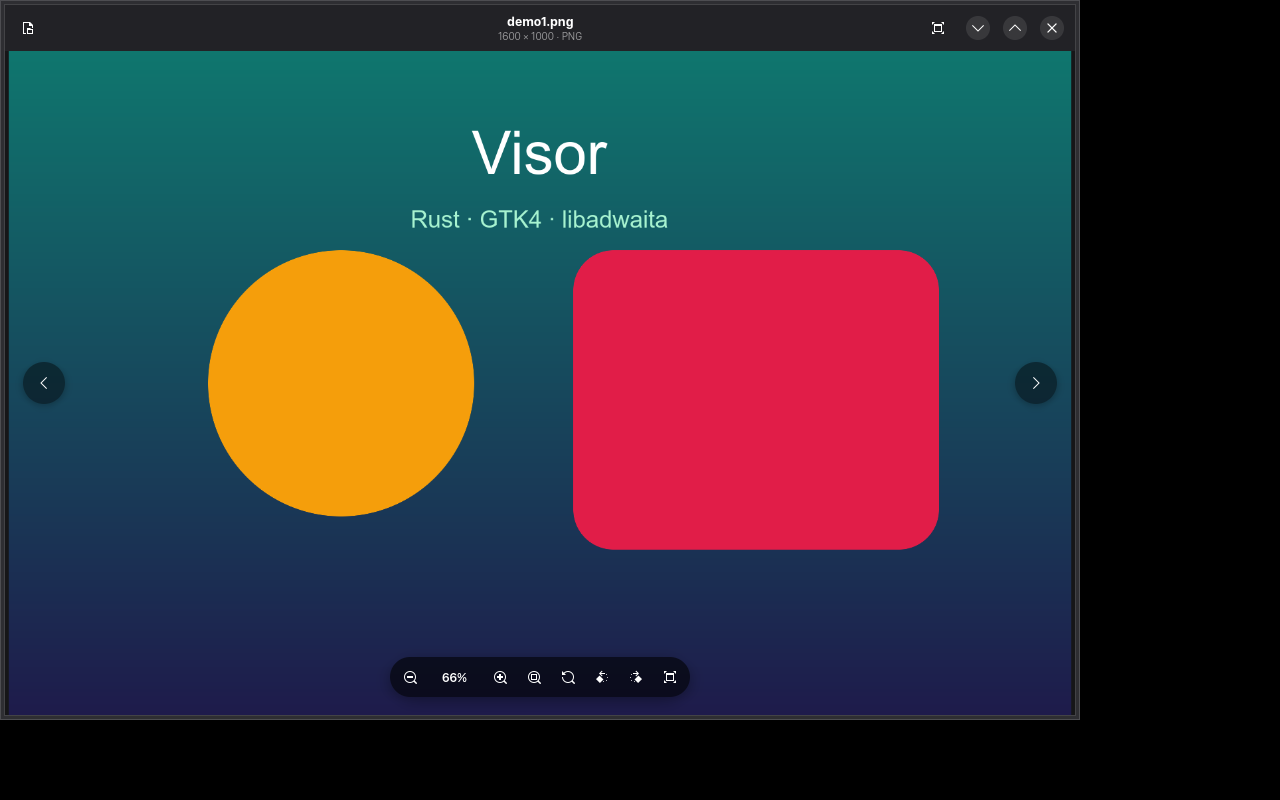 demo1.png
1600 × 1000 · PNG
Visor
Rust · GTK4 · libadwaita
66%